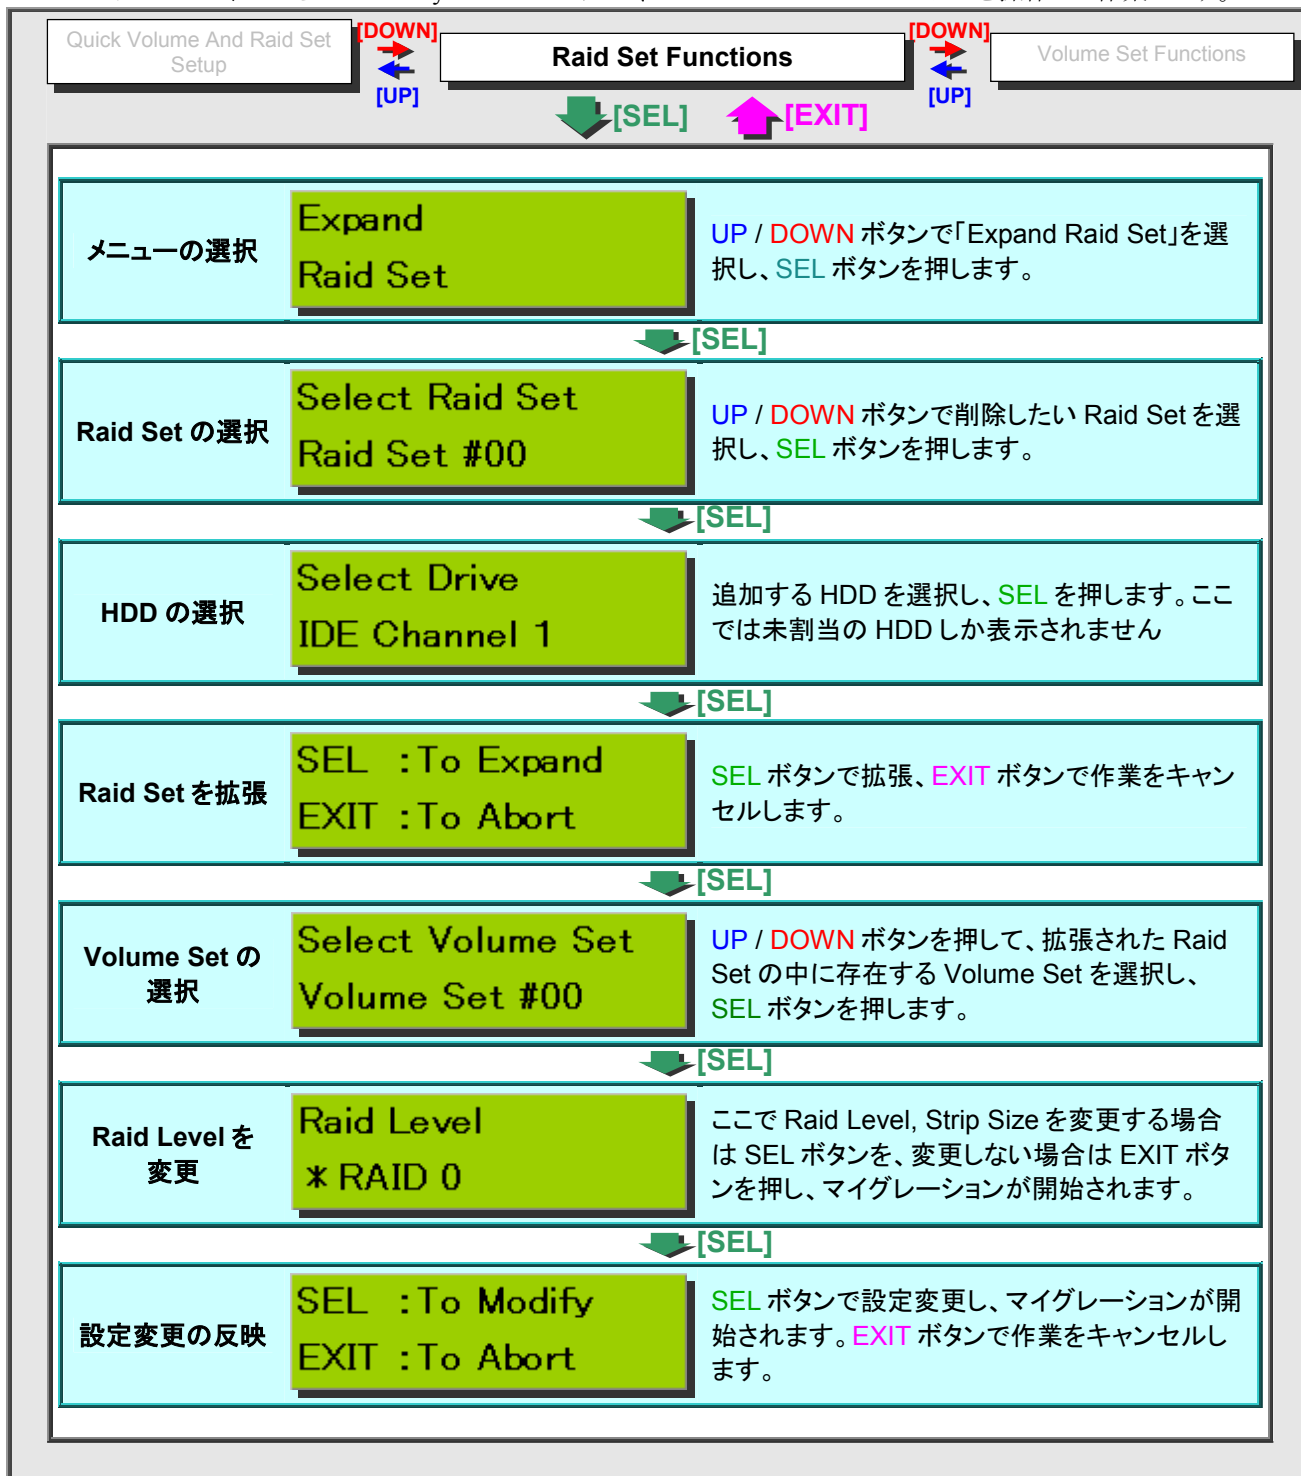 Quick Volume And Raid Set
Setup
[DOWN]
[UP]
Raid Set Functions
[DOWN]
[UP]
Volume Set Functions
[SEL]
[EXIT]
メニューの選択
Expand
Raid Set
UP / DOWN ボタンで「Expand Raid Set」を選
択し、SEL ボタンを押します。
[SEL]
Raid Set の選択
Select Raid Set
Raid Set #00
UP / DOWN ボタンで削除したい Raid Set を選
択し、SEL ボタンを押します。
[SEL]
HDD の選択
Select Drive
IDE Channel 1
追加する HDD を選択し、SEL を押します。ここ
では未割当の HDD しか表示されません
[SEL]
Raid Set を拡張
SEL :To Expand
EXIT :To Abort
SEL ボタンで拡張、EXIT ボタンで作業をキャン
セルします。
[SEL]
Volume Set の
選択
Select Volume Set
Volume Set #00
UP / DOWN ボタンを押して、拡張された Raid
Set の中に存在する Volume Set を選択し、
SEL ボタンを押します。
[SEL]
Raid Level を
変更
Raid Level
* RAID 0
ここで Raid Level, Strip Size を変更する場合
は SEL ボタンを、変更しない場合は EXIT ボタ
ンを押し、マイグレーションが開始されます。
[SEL]
設定変更の反映
SEL :To Modify
EXIT :To Abort
SEL ボタンで設定変更し、マイグレーションが開
始されます。EXIT ボタンで作業をキャンセルし
ます。